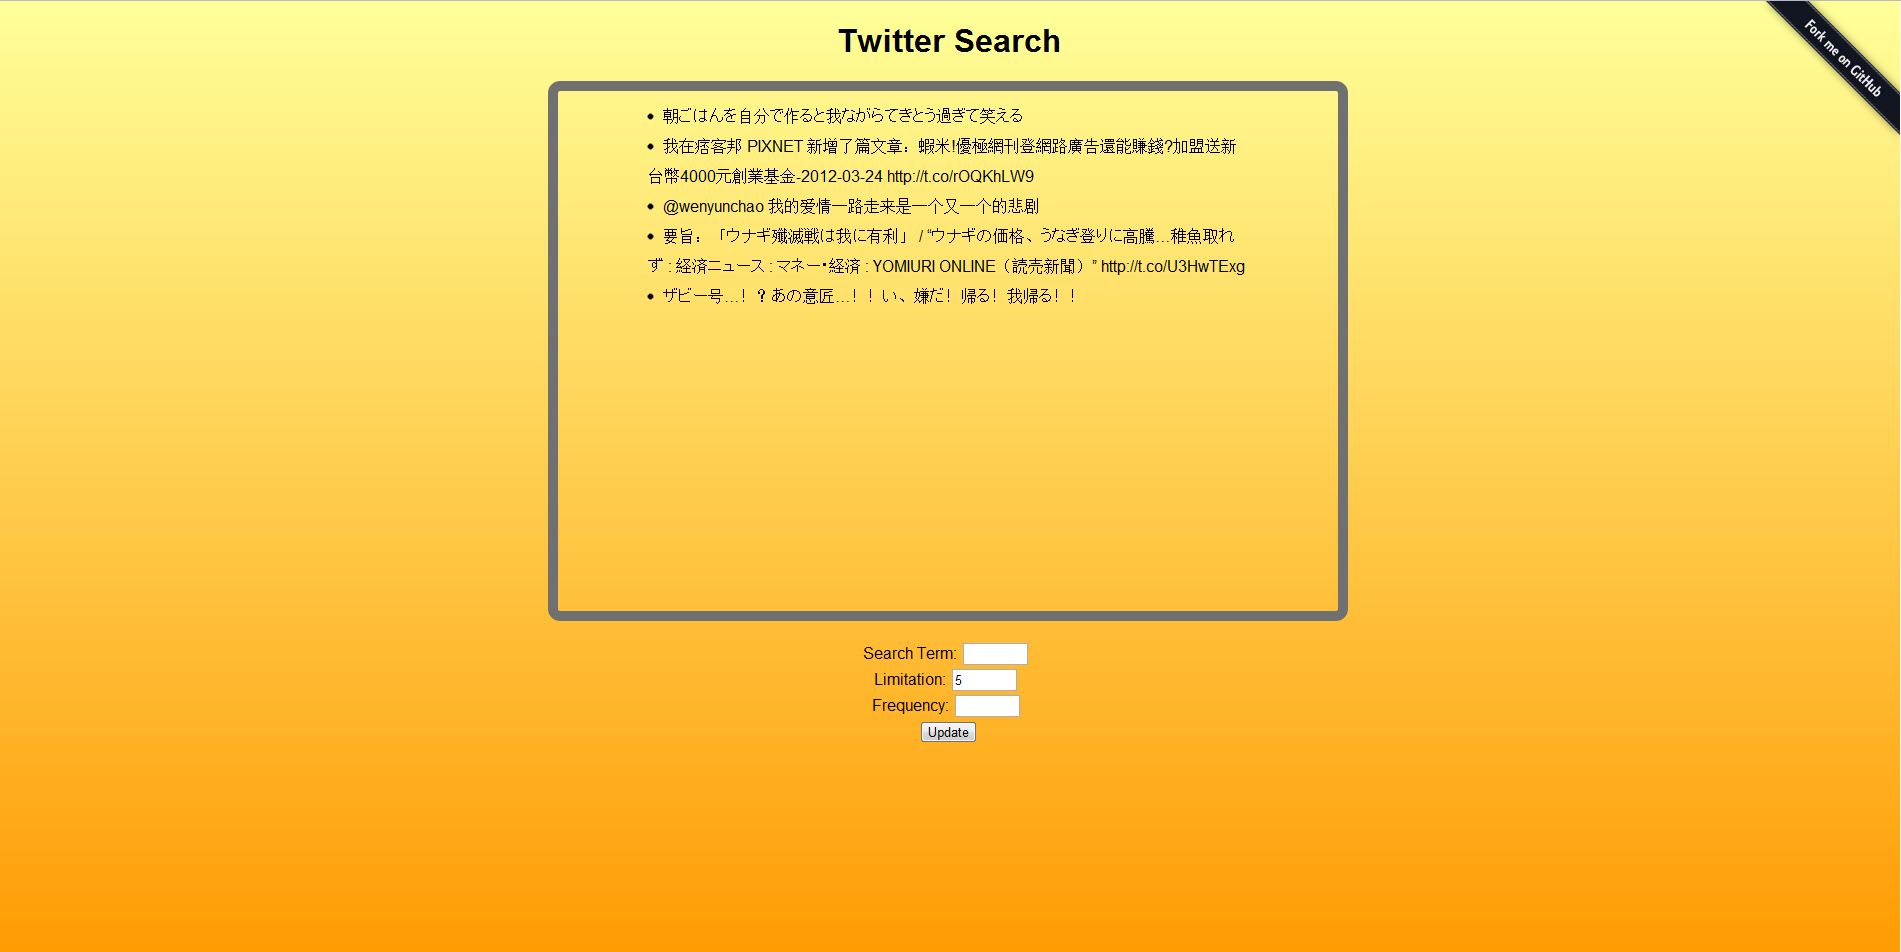 Twitter Search
Fork me on GitHub
• 朝ごはんを自分で作ると我ながらてきとう過ぎて笑える
• 我在痞客邦 PIXNET 新增了篇文章：蝦米!優極網刊登網路廣告還能賺錢?加盟送新
台幣4000元創業基金-2012-03-24 http://t.co/rOQKhLW9
• @wenyunchao 我的爱情一路走来是一个又一个的悲剧
• 要旨：「ウナギ殲滅戦は我に有利」 / “ウナギの価格、うなぎ登りに高騰…稚魚取れ
ず : 経済ニュース : マネー・経済 : YOMIURI ONLINE（読売新聞）” http://t.co/U3HwTExg
• ザビー号…！？あの意匠…！！い、嫌だ！帰る！我帰る！！
Search Term:
Limitation: 5
Frequency:
Update